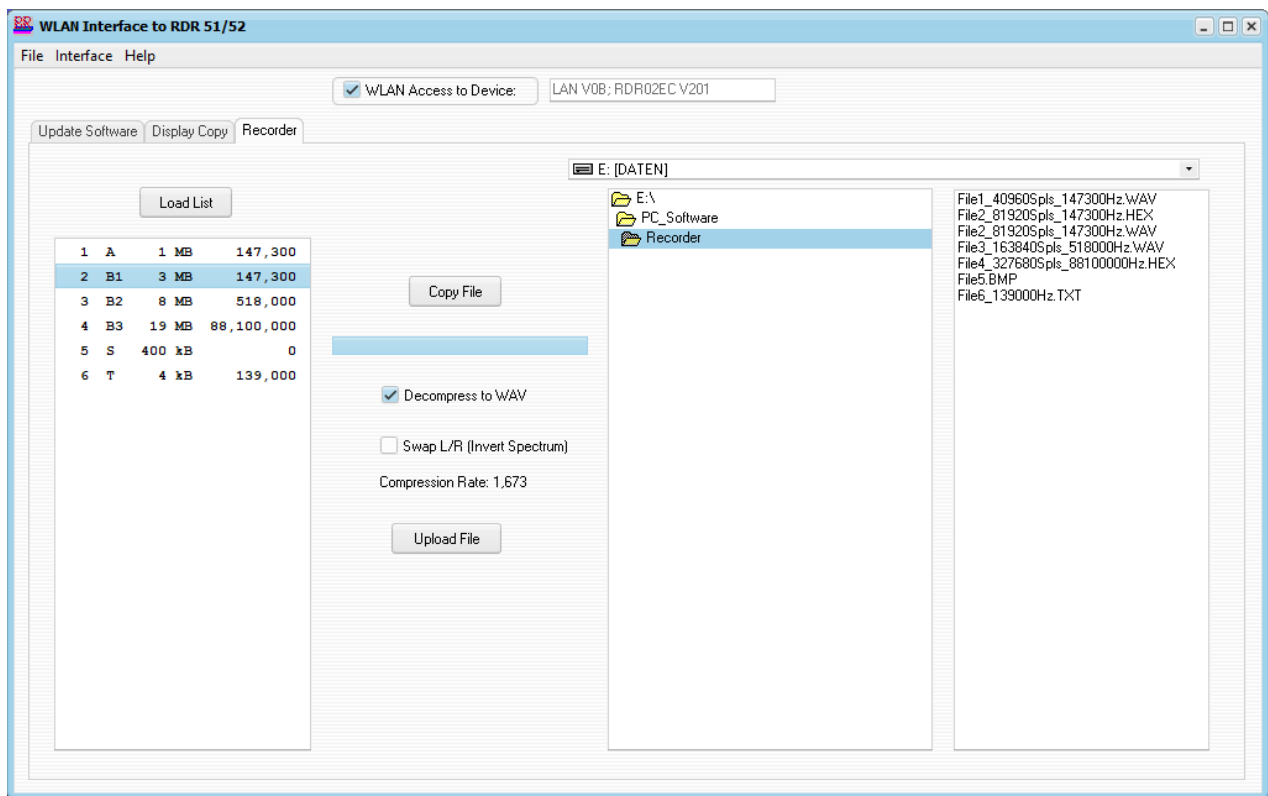 WLAN Interface to RDR 51/52
File Interface Help
WLAN Access to Device: LAN V0B; RDR02EC V201
Update Software Display Copy Recorder
E: [DATEN]
Load List
1 A 1 MB 147,300
2 B1 3 MB 147,300
3 B2 8 MB 518,000
4 B3 19 MB 88,100,000
5 S 400 kB 0
6 T 4 kB 139,000
Copy File
Decompress to WAV
Swap L/R (Invert Spectrum)
Compression Rate: 1,673
Upload File
E:\
PC_Software
Recorder
File1_40960Spls_147300Hz.WAV
File2_81920Spls_147300Hz.HEX
File2_81920Spls_147300Hz.WAV
File3_163840Spls_518000Hz.WAV
File4_327680Spls_88100000Hz.HEX
File5.BMP
File6_139000Hz.TXT